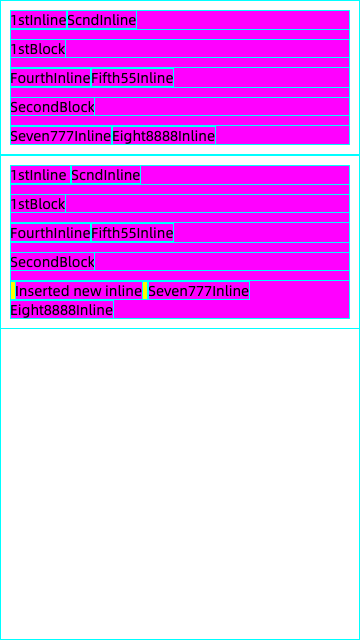 1stInlineScndInline
1stBlock
FourthInlineFifth55Inline
SecondBlock
Seven777InlineEight8888Inline
1stInline ScndInline
1stBlock
FourthInlineFifth55Inline
SecondBlock
Inserted new inline Seven777Inline
Eight8888Inline